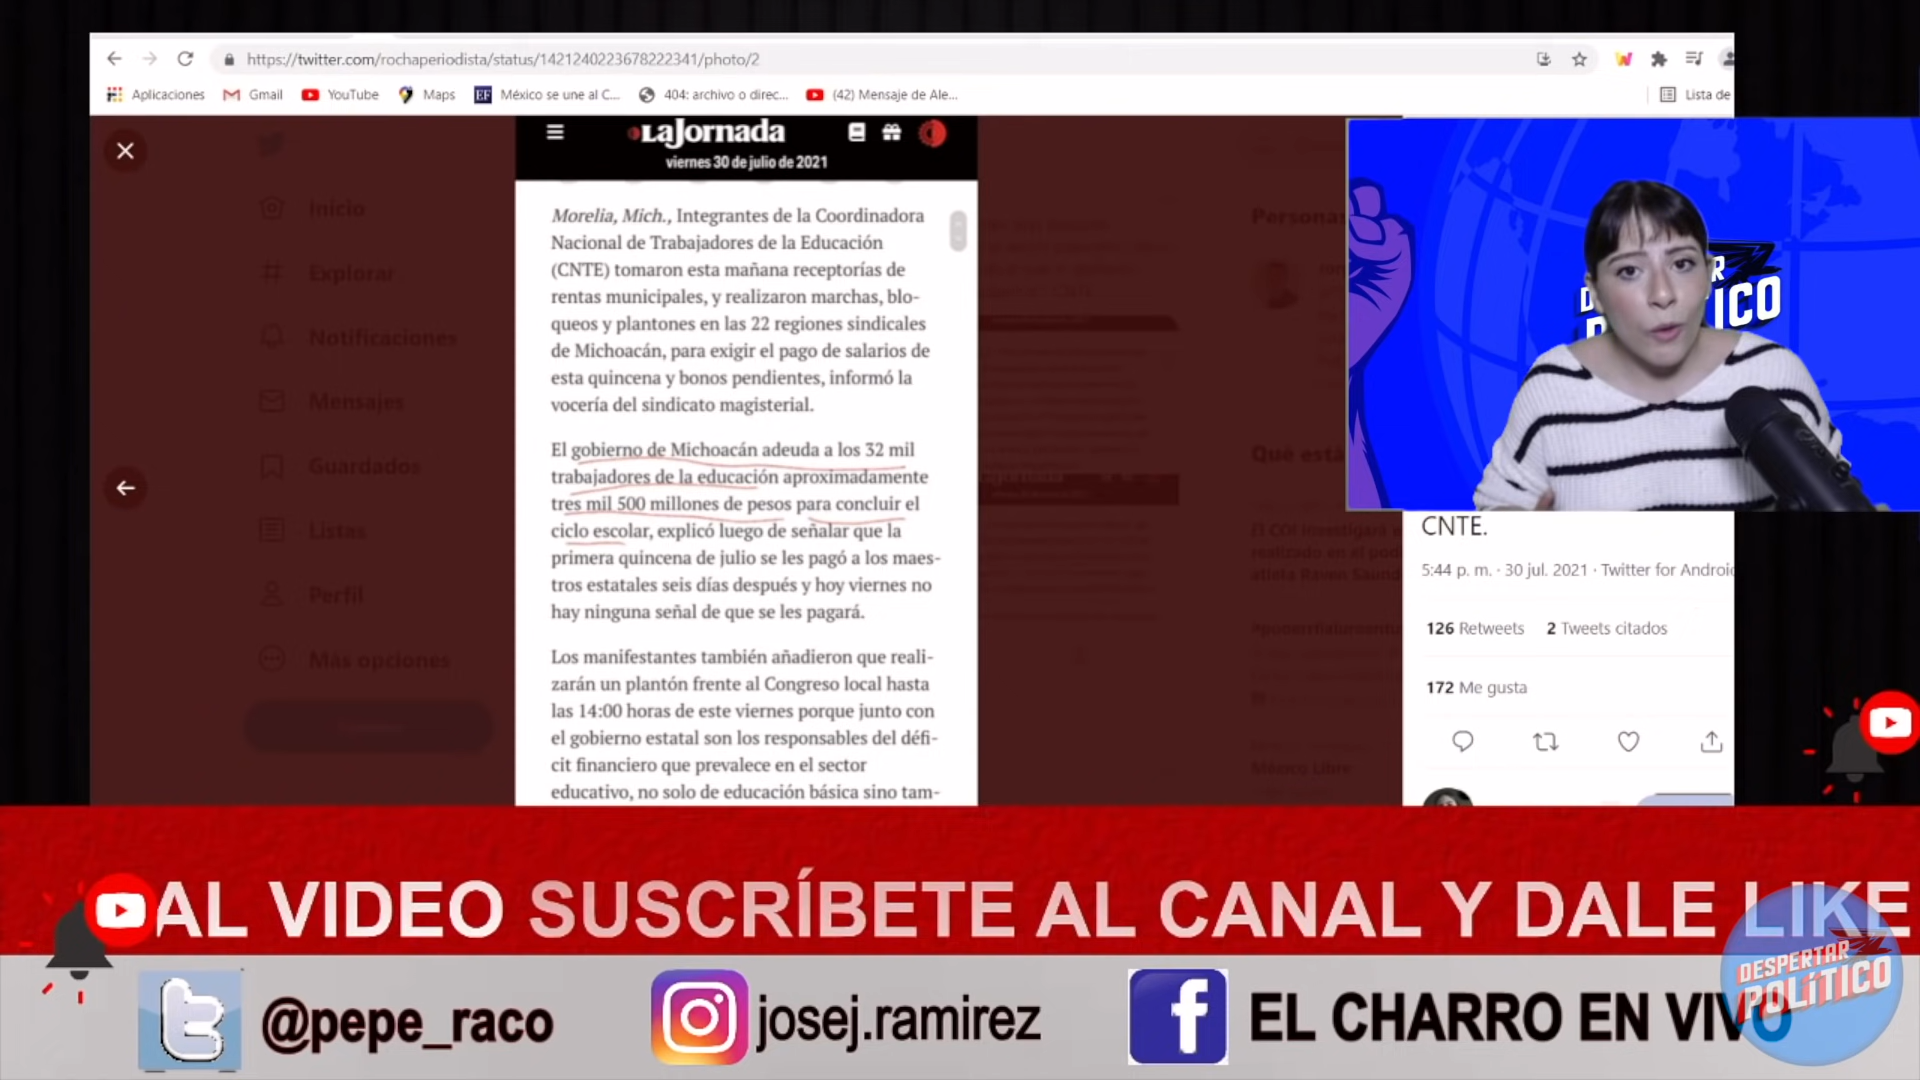 https://twitter.com/rochaperiodista/status/1421240223678222341/photo/2
Aplicaciones
Gmail
YouTube
Maps
EF
México se une al C...
404: archivo o direc...
(42) Mensaje de Ale...
Lista de
LaJornada
viernes 30 de julio de 2021
Inicio
Explorar
Notificaciones
Mensajes
Guardados
Listas
Perfil
Más opciones
Morelia, Mich., Integrantes de la Coordinadora
Nacional de Trabajadores de la Educación
(CNTE) tomaron esta mañana receptorías de
rentas municipales, y realizaron marchas, blo-
queos y plantones en las 22 regiones sindicales
de Michoacán, para exigir el pago de salarios de
esta quincena y bonos pendientes, informó la
vocería del sindicato magisterial.
El gobierno de Michoacán adeuda a los 32 mil
trabajadores de la educación aproximadamente
tres mil 500 millones de pesos para concluir el
ciclo escolar, explicó luego de señalar que la
primera quincena de julio se les pagó a los maes-
tros estatales seis días después y hoy viernes no
hay ninguna señal de que se les pagará.
Los manifestantes también añadieron que reali-
zarán un plantón frente al Congreso local hasta
las 14:00 horas de este viernes porque junto con
el gobierno estatal son los responsables del défi-
cit financiero que prevalece en el sector
educativo, no solo de educación básica sino tam-
Persona
Qué está
México Libre
CNTE.
5:44 p. m. · 30 jul. 2021 · Twitter for Androi
126 Retweets 2 Tweets citados
172 Me gusta
AL VIDEO SUSCRÍBETE AL CANAL Y DALE LIKE
DESPERTAR
POLÍTICO
@pepe_raco
josej.ramirez
EL CHARRO EN VIVO